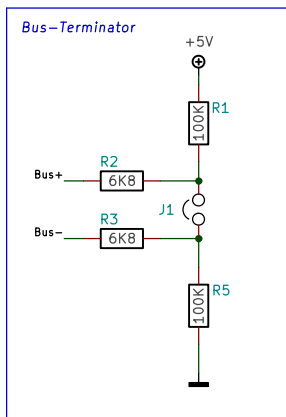 Bus-Terminator
+5V
R1
100K
R2
Bus+
6K8
J1
R3
Bus-
6K8
R5
100K